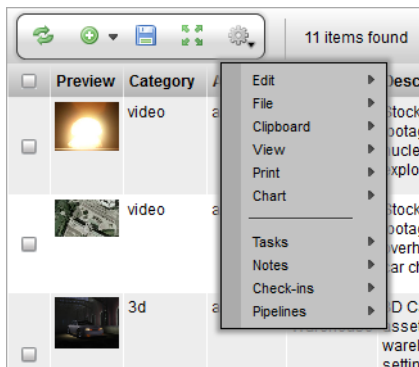 11 items found
Preview Category
video
video
3d
Edit
File
Clipboard
View
Print
Chart
Tasks
Notes
Check-ins
Pipelines